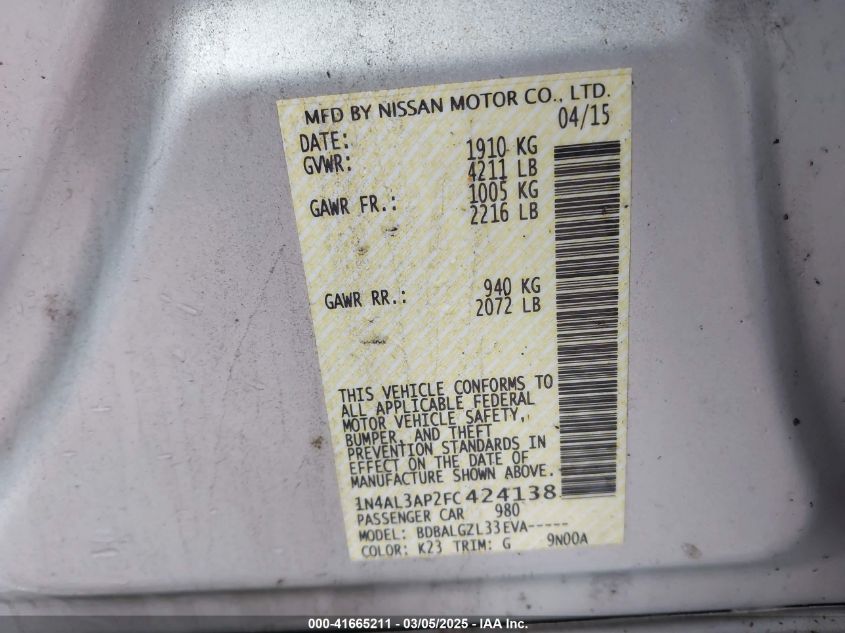 MFD BY NISSAN MOTOR CO., LTD.
DATE: 04/15
GVWR: 1910 KG
4211 LB
GAWR FR.: 1005 KG
2216 LB
GAWR RR.: 940 KG
2072 LB
THIS VEHICLE CONFORMS TO
ALL APPLICABLE FEDERAL
MOTOR VEHICLE SAFETY,
BUMPER, AND THEFT
PREVENTION STANDARDS IN
EFFECT ON THE DATE OF
MANUFACTURE SHOWN ABOVE.
1N4AL3AP2FC424138
PASSENGER CAR 980
MODEL: BDBALGZL33EVA-----
COLOR: K23 TRIM: G 9N00A
000-41665211 - 03/05/2025 - © IAA Inc.